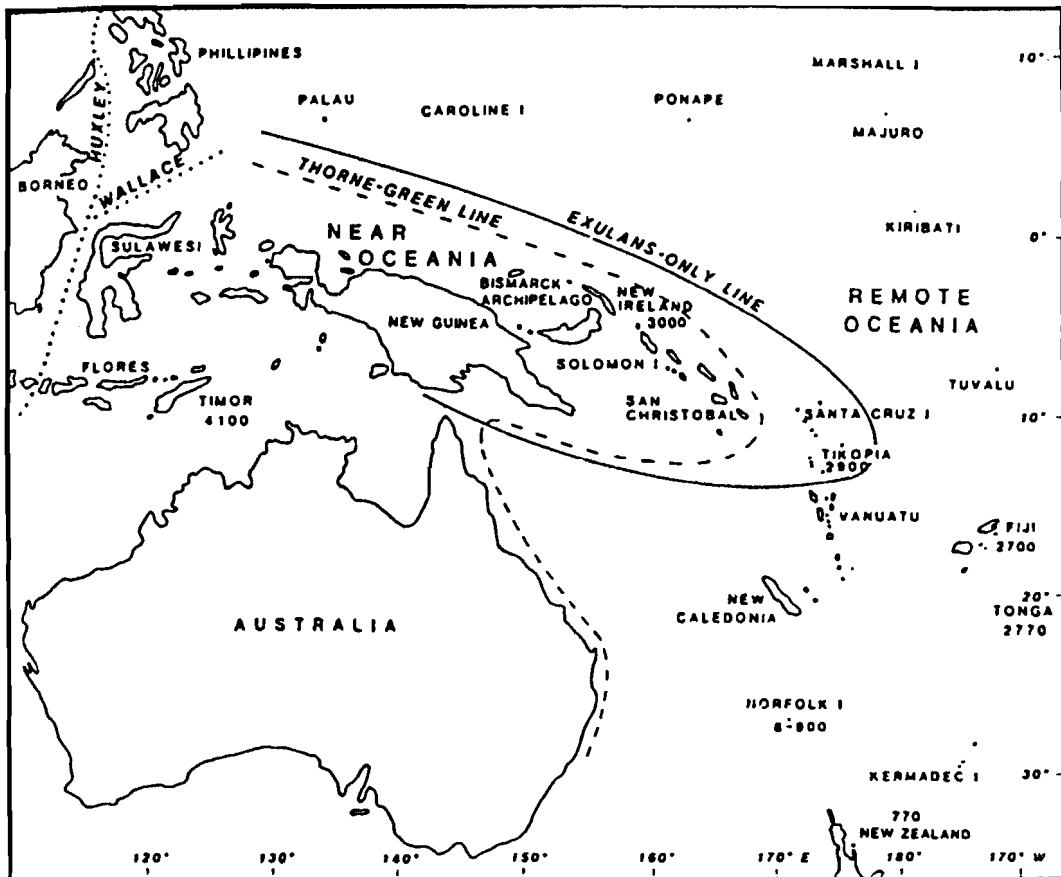 PHILLIPINES
MARSHALL I
10°
HUXLEY
PALAU
CAROLINE I
PONAPE
MAJURO
BORNEO
WALLACE
THORNE-GREEN LINE
EXULANS-ONLY LINE
KIRIBATI
0°
SULAWESI
NEAR
OCEANIA
BISMARCK
ARCHIPELAGO
NEW
IRELAND
3000
REMOTE
OCEANIA
NEW GUINEA
SOLOMON I
FLORES
TUVALU
TIMOR
4100
SAN
CHRISTOBAL
SANTA CRUZ I
10°
TIKOPIA
2900
VANUATU
FIJI
2700
NEW
CALEDONIA
20°
TONGA
2770
AUSTRALIA
NORFOLK I
KERMADEC I
30°
770
NEW ZEALAND
120°
130°
140°
150°
160°
170° E
180°
170° W